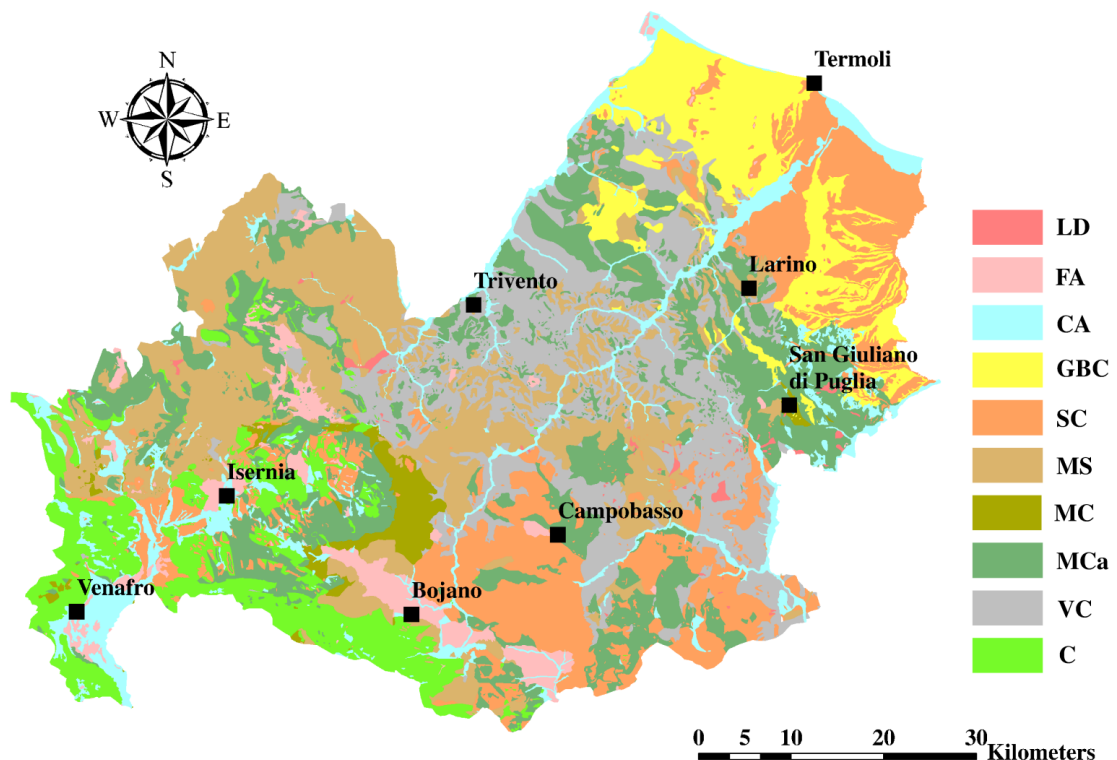 Termoli
N
W E
S
LD
FA
Larino
Trivento
CA
San Giuliano
di Puglia
GBC
SC
Isernia
MS
Campobasso
MC
MCa
Venafro
Bojano
VC
C
0 5 10 20 30
Kilometers